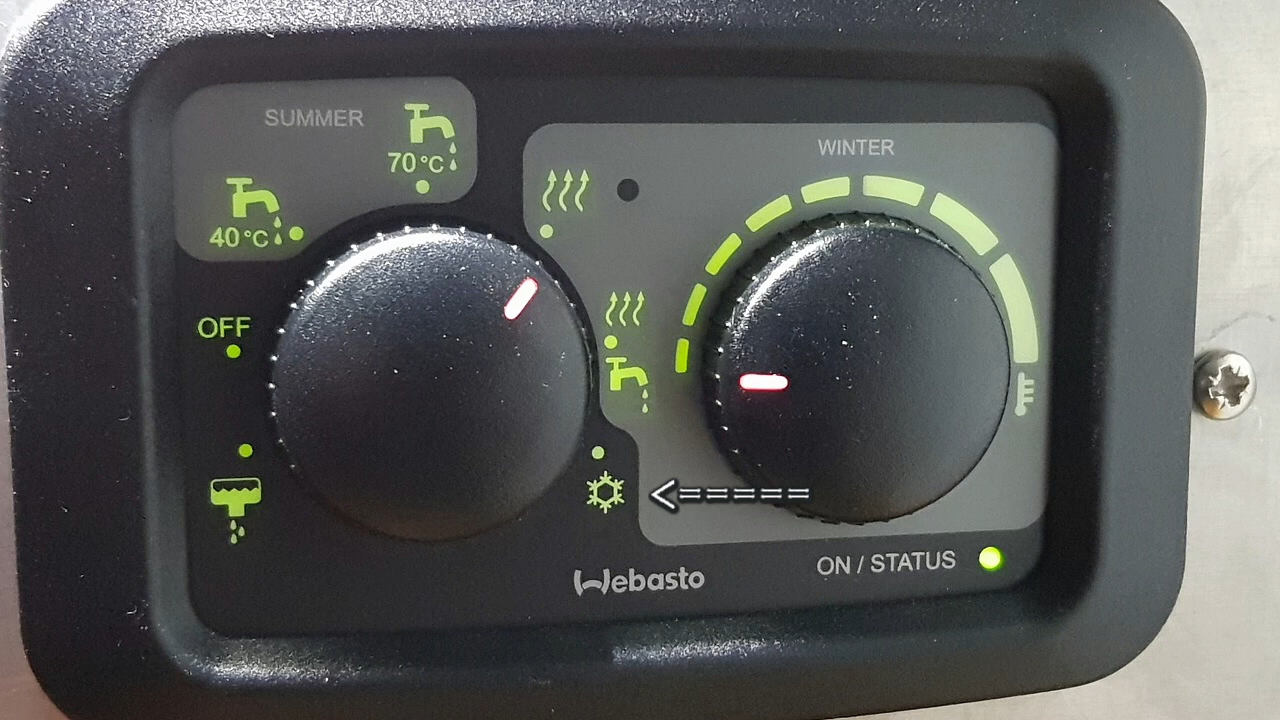 SUMMER
70°C
40°C
OFF
WINTER
<=====
ON / STATUS
Webasto